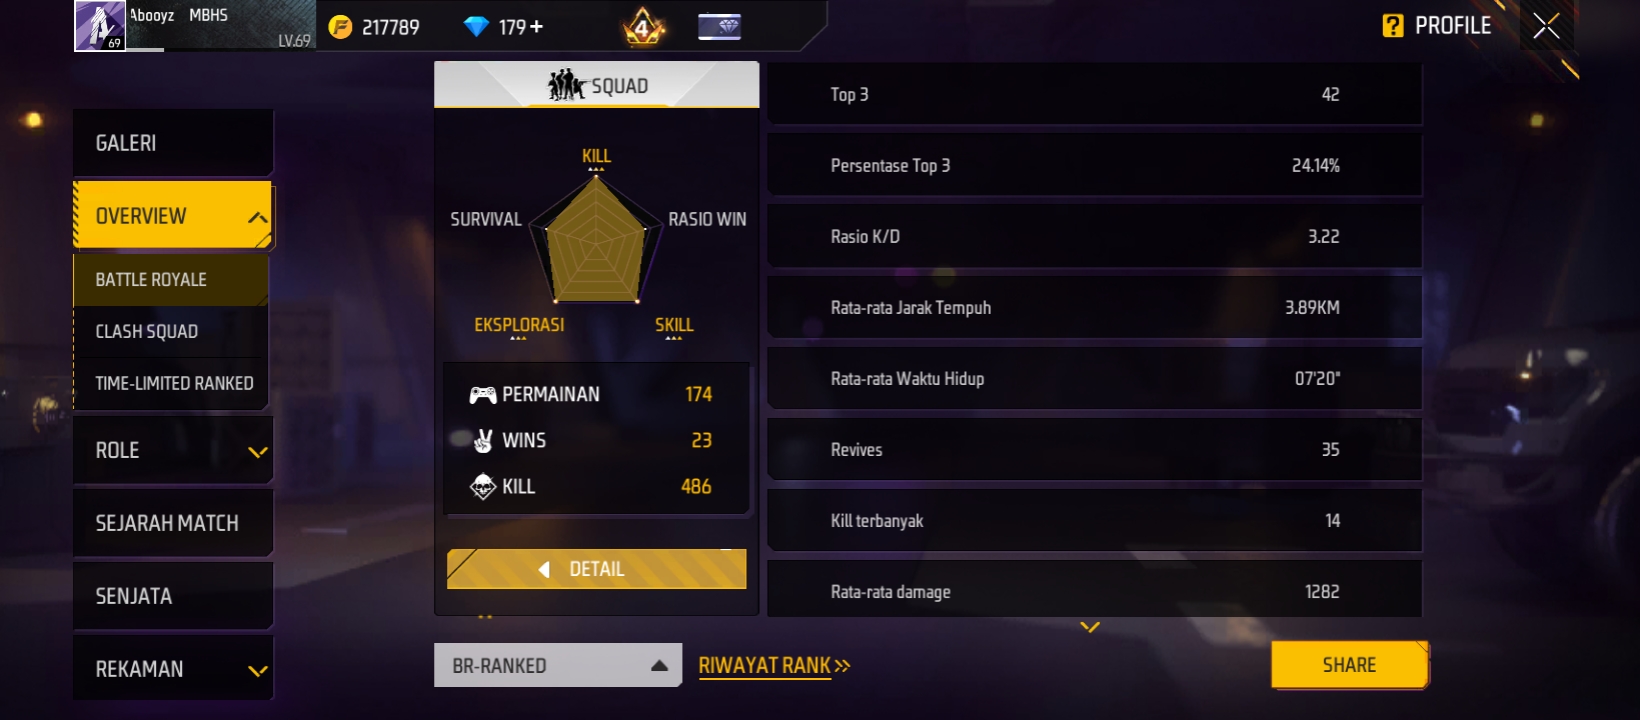 Abooyz MBHS
69
LV.69
217789
179+
4
PROFILE
GALERI
OVERVIEW
BATTLE ROYALE
CLASH SQUAD
TIME-LIMITED RANKED
ROLE
SEJARAH MATCH
SENJATA
REKAMAN
SQUAD
KILL
SURVIVAL
RASIO WIN
EKSPLORASI
SKILL
PERMAINAN 174
WINS 23
KILL 486
DETAIL
BR-RANKED
RIWAYAT RANK
Top 3 42
Persentase Top 3 24.14%
Rasio K/D 3.22
Rata-rata Jarak Tempuh 3.89KM
Rata-rata Waktu Hidup 07'20"
Revives 35
Kill terbanyak 14
Rata-rata damage 1282
SHARE